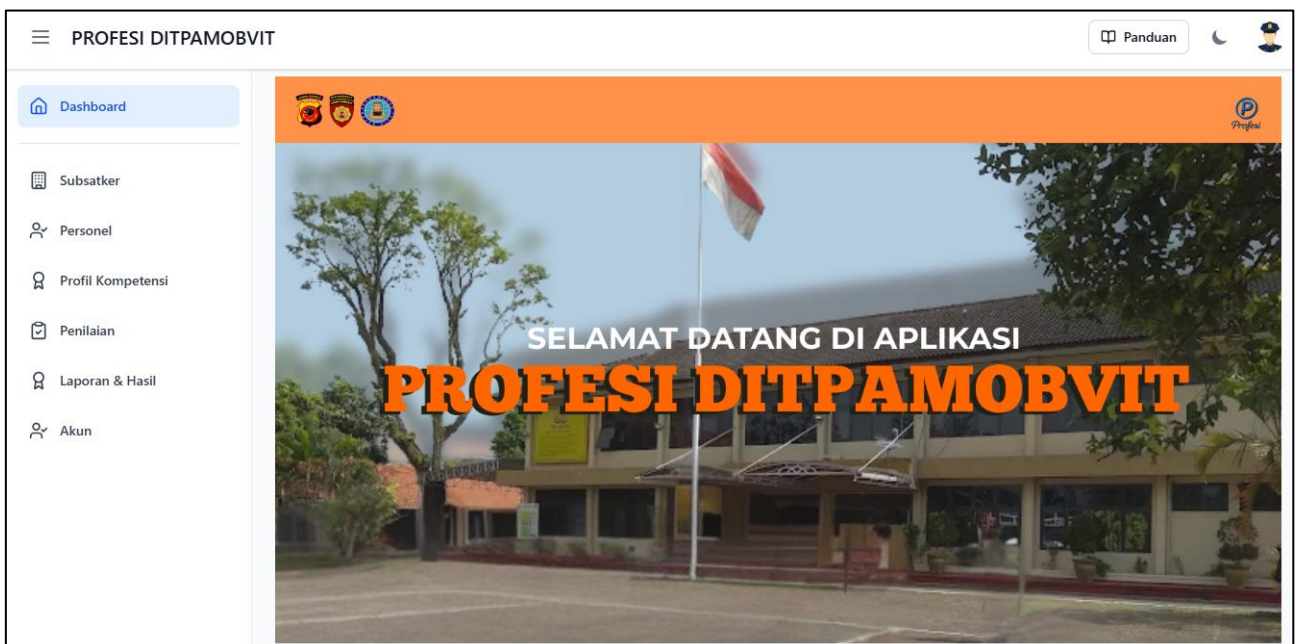 PROFESI DITPAMOBVIT
Panduan
Dashboard
Subsatker
Personel
Profil Kompetensi
Penilaian
Laporan & Hasil
Akun
Profesi
SELAMAT DATANG DI APLIKASI
PROFESI DITPAMOBVIT